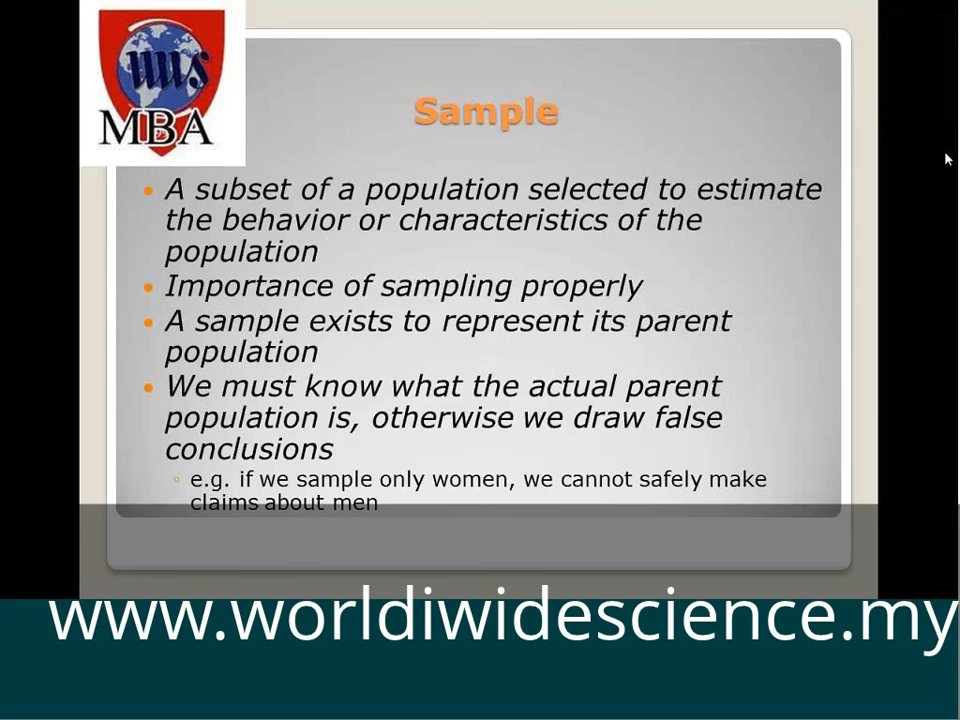 wws
MBA
Sample
A subset of a population selected to estimate
the behavior or characteristics of the
population
Importance of sampling properly
A sample exists to represent its parent
population
We must know what the actual parent
population is, otherwise we draw false
conclusions
e.g. if we sample only women, we cannot safely make
claims about men
www.worldiwidescience.my